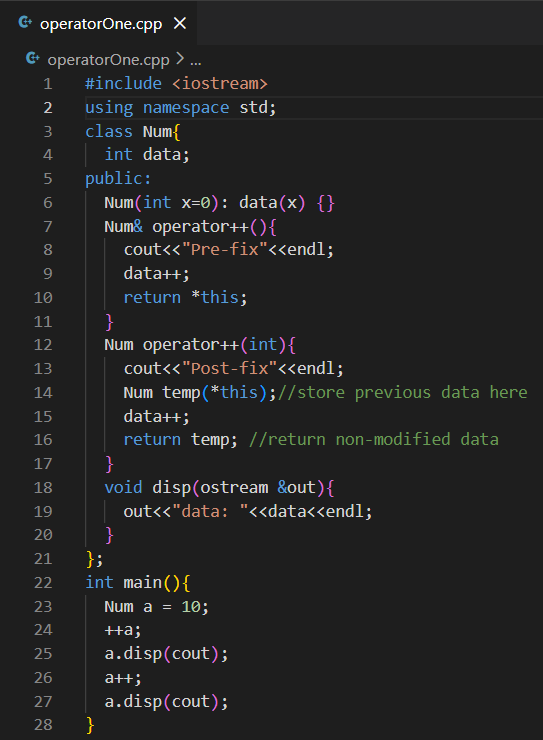 operatorOne.cpp ×
operatorOne.cpp > ...
1 #include <iostream>
2 using namespace std;
3 class Num{
4 int data;
5 public:
6 Num(int x=0): data(x) {}
7 Num& operator++(){
8 cout<<"Pre-fix"<<endl;
9 data++;
10 return *this;
11 }
12 Num operator++(int){
13 cout<<"Post-fix"<<endl;
14 Num temp(*this);//store previous data here
15 data++;
16 return temp; //return non-modified data
17 }
18 void disp(ostream &out){
19 out<<"data: "<<data<<endl;
20 }
21 };
22 int main(){
23 Num a = 10;
24 ++a;
25 a.disp(cout);
26 a++;
27 a.disp(cout);
28 }